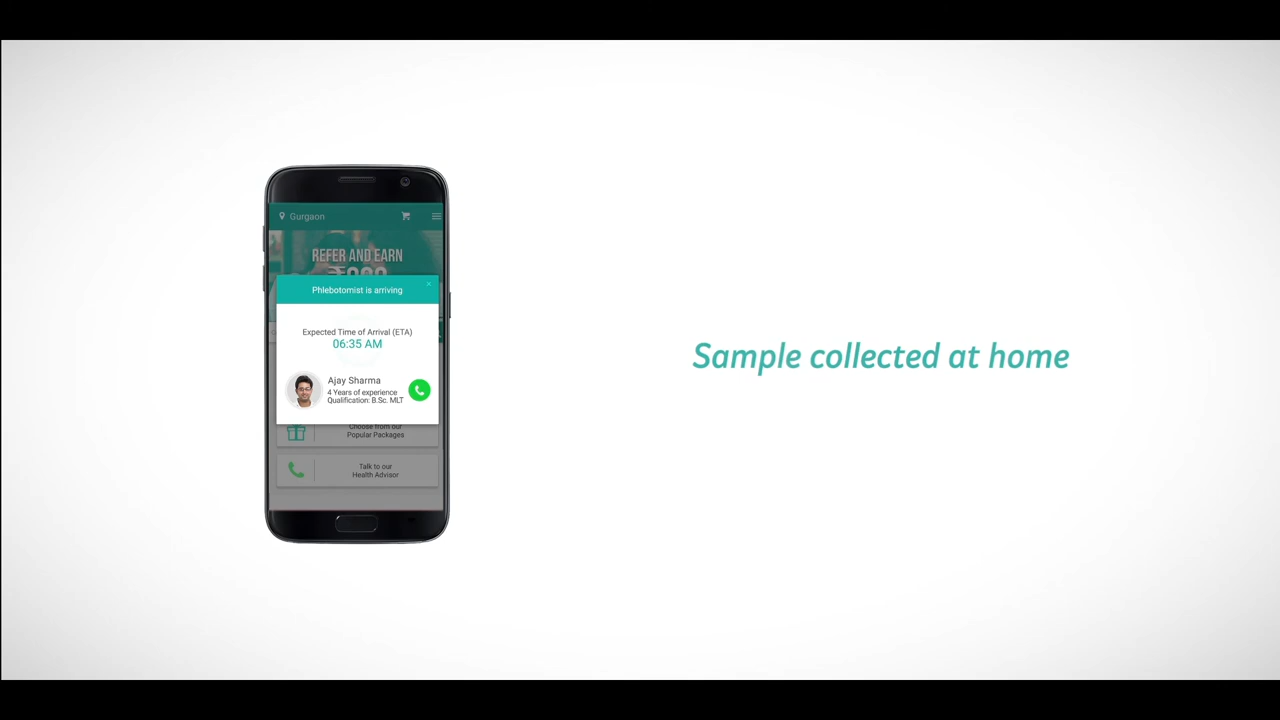 Gurgaon
REFER AND EARN
Phlebotomist is arriving
Expected Time of Arrival (ETA)
06:35 AM
Ajay Sharma
4 Years of experience
Qualification: B.Sc. MLT
Choose from our
Popular Packages
Talk to our
Health Advisor
Sample collected at home